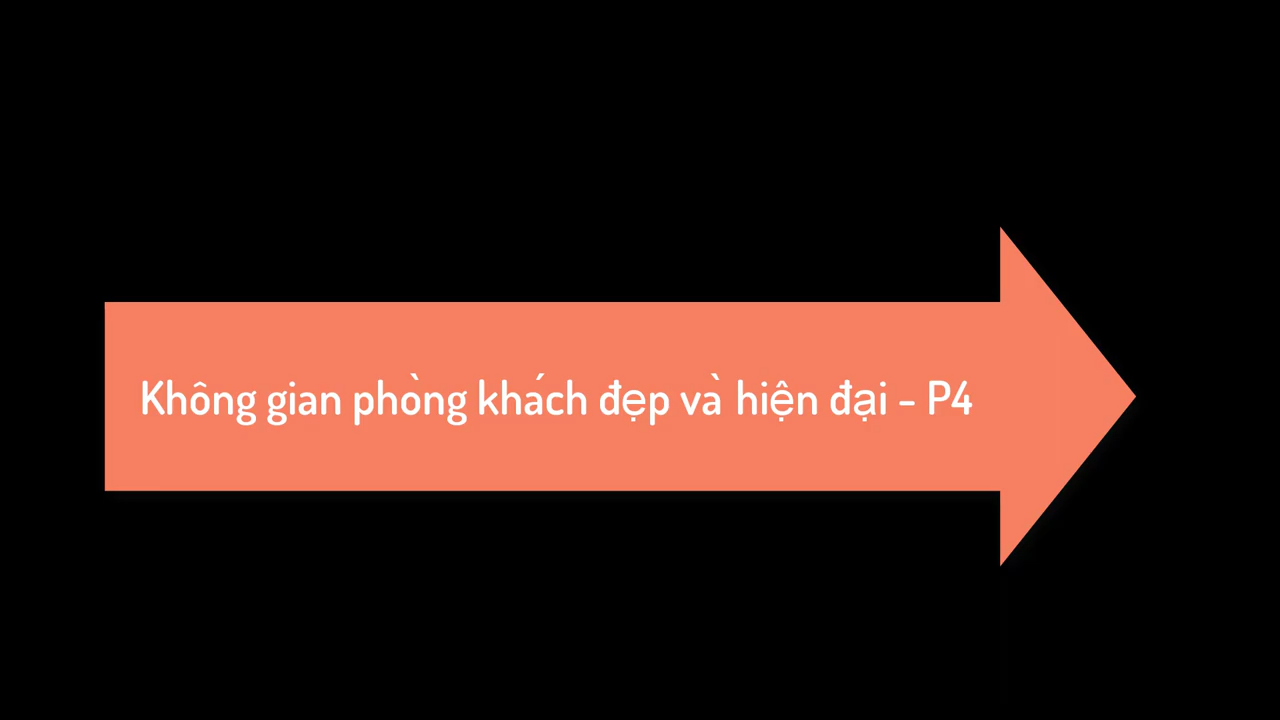 Không gian phòng khách đẹp và hiện đại - P4